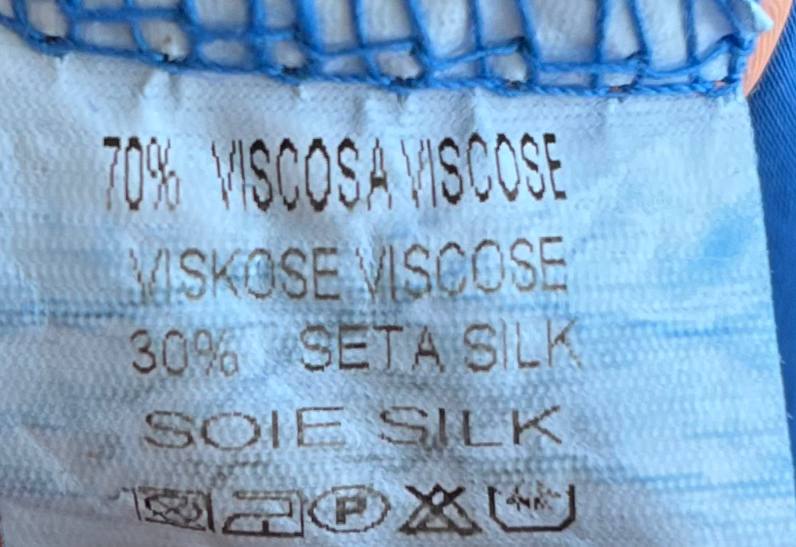 70% VISCOSA VISCOSE
VISKOSE VISCOSE
30% SETA SILK
SOIE SILK
P